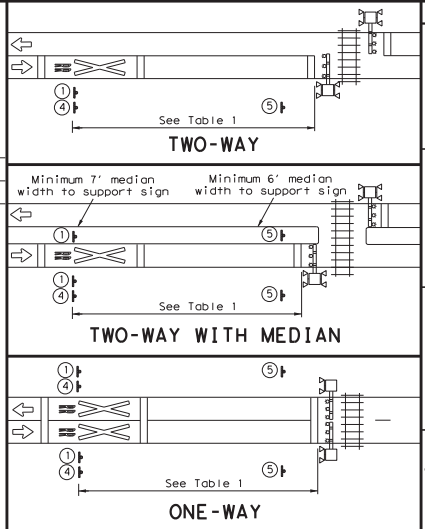 ①
④
⑤
See Table 1
TWO-WAY
Minimum 7' median
width to support sign
Minimum 6' median
width to support sign
①
⑤
①
④
⑤
See Table 1
TWO-WAY WITH MEDIAN
①
④
⑤
①
④
⑤
See Table 1
ONE-WAY